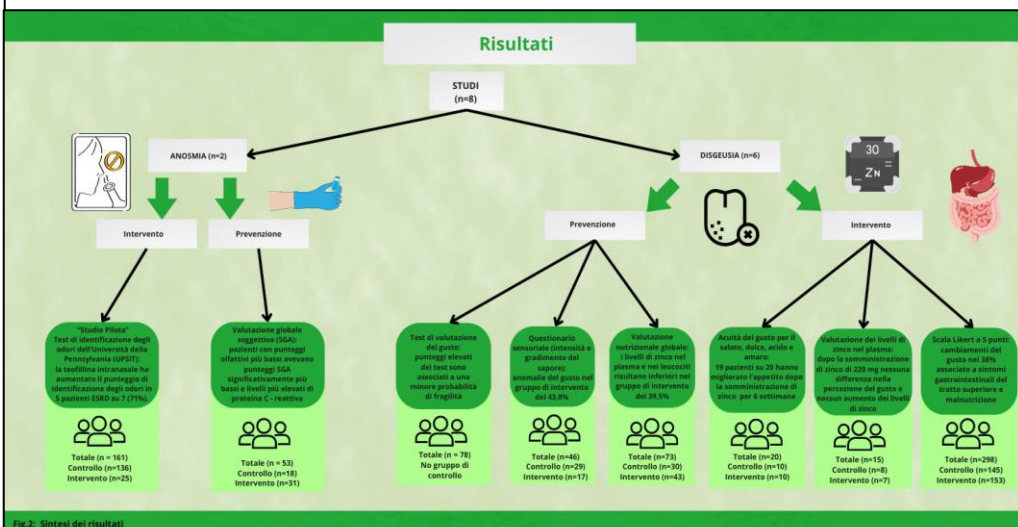 Risultati
STUDI
(n=8)
ANOSMIA (n=2)
DISGEUSIA (n=6)
30
ZN
Intervento
Prevenzione
Prevenzione
Intervento
"Studio Pilota"
Test di identificazione degli
odori dell'Università della
Pennsylvania (UPSIT):
la teofillina intranasale ha
aumentato il punteggio di
identificazione degli odori in
5 pazienti ESRD su 7 (71%).
Totale (n = 161)
Controllo (n=136)
Intervento (n=25)
Valutazione globale
soggettiva (SGA):
pazienti con punteggi
olfattivi più bassi avevano
punteggi SGA
significativamente più
bassi e livelli più elevati di
proteina C - reattiva
Totale (n = 53)
Controllo (n=18)
Intervento (n=31)
Test di valutazione
del gusto:
punteggi elevati
dei test sono
associati a una
minore probabilità
di fragilità
Totale (n = 78)
No gruppo di
controllo
Questionario
sensoriale (intensità e
gradimento del
sapore):
anomalie del gusto nel
gruppo di intervento
del 43,8%
Totale (n=46)
Controllo (n=29)
Intervento (n=17)
Valutazione
nutrizionale globale:
i livelli di zinco nel
plasma e nei leucociti
risultano inferiori nel
gruppo di intervento
del 39,5%
Totale (n=73)
Controllo (n=30)
Intervento (n=43)
Acuità del gusto per il
salato, dolce, acido e
amaro:
19 pazienti su 20 hanno
migliorato l'appetito dopo
la somministrazione di
zinco per 6 settimane
Totale (n=20)
Controllo (n=10)
Intervento (n=10)
Valutazione dei livelli di
zinco nel plasma:
dopo la somministrazione
di zinco di 220 mg nessuna
differenza nella
percezione del gusto e
nessun aumento dei livelli
di zinco
Totale (n=15)
Controllo (n=8)
Intervento (n=7)
Scala Likert a 5 punti:
cambiamenti del
gusto nel 38%
associato a sintomi
gastrointestinali del
tratto superiore e
malnutrizione
Totale (n=298)
Controllo (n=145)
Intervento (n=153)
Fig.2: Sintesi dei risultati